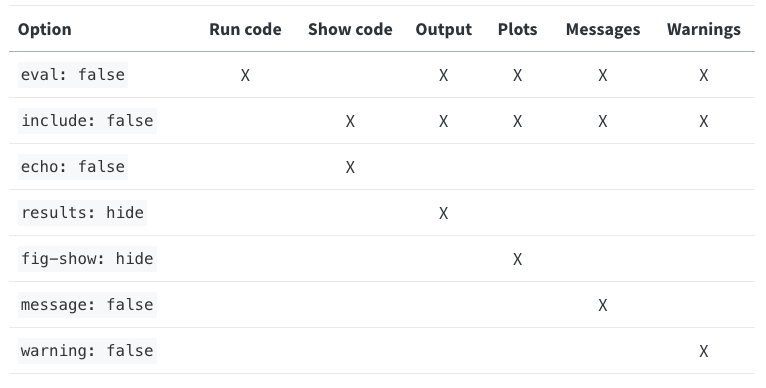 Option Run code Show code Output Plots Messages Warnings
eval: false X X X X X
include: false X X X X X
echo: false X
results: hide X
fig-show: hide X
message: false X
warning: false X